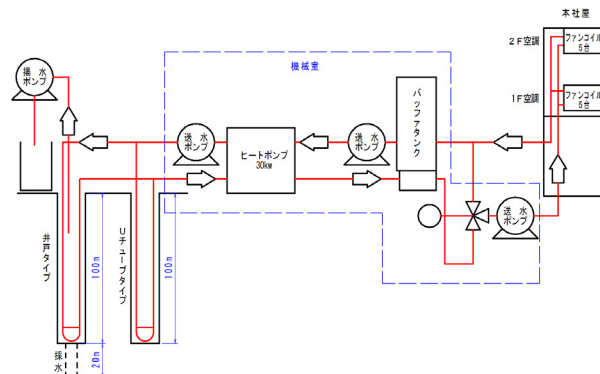 本社屋
2F空調
ファンコイル
5台
1F空調
ファンコイル
5台
機械室
揚水
ポンプ
送水
ポンプ
ヒートポンプ
30kW
送水
ポンプ
バッファタンク
送水
ポンプ
井戸タイプ
100m
Uチューブタイプ
100m
採水
20m